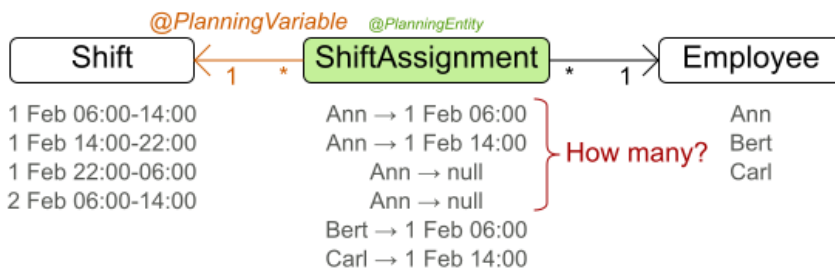 @PlanningVariable @PlanningEntity
Shift ShiftAssignment Employee
1 * * 1
1 Feb 06:00-14:00 Ann → 1 Feb 06:00 Ann
1 Feb 14:00-22:00 Ann → 1 Feb 14:00 How many? Bert
1 Feb 22:00-06:00 Ann → null Carl
2 Feb 06:00-14:00 Ann → null
Bert → 1 Feb 06:00
Carl → 1 Feb 14:00